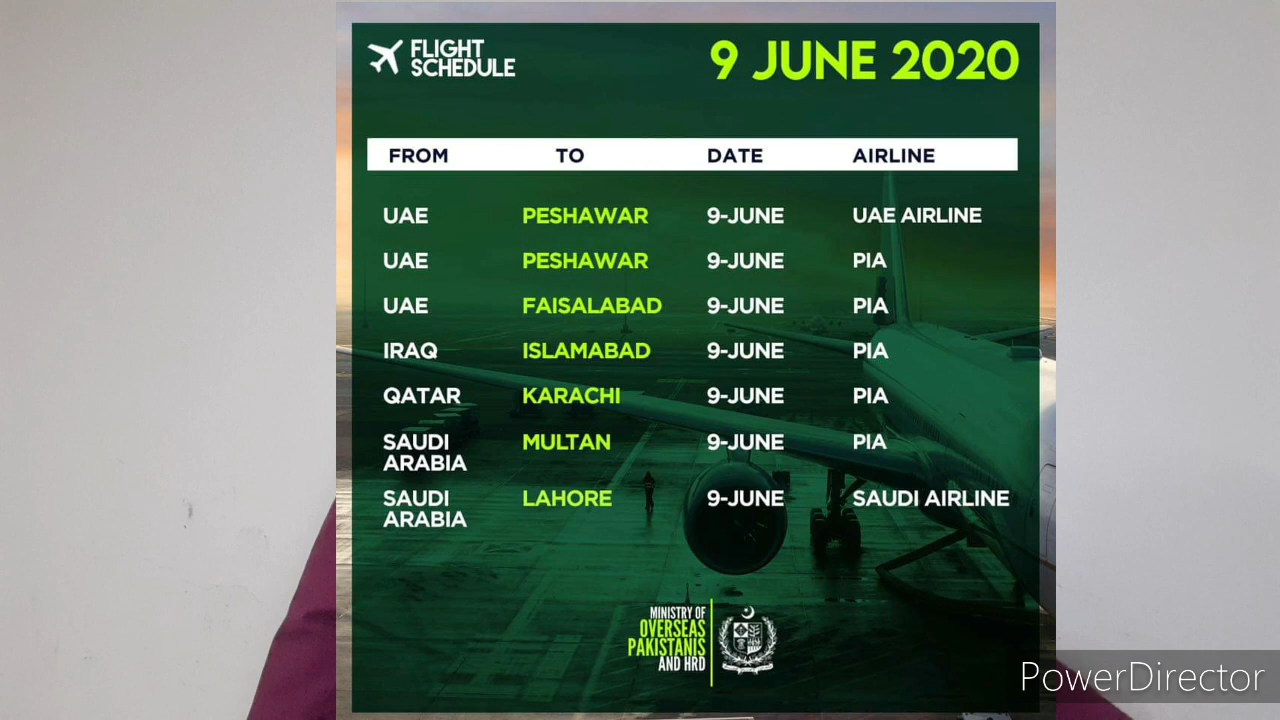 FLIGHT
SCHEDULE
9 JUNE 2020
FROM TO DATE AIRLINE
UAE PESHAWAR 9-JUNE UAE AIRLINE
UAE PESHAWAR 9-JUNE PIA
UAE FAISALABAD 9-JUNE PIA
IRAQ ISLAMABAD 9-JUNE PIA
QATAR KARACHI 9-JUNE PIA
SAUDI MULTAN 9-JUNE PIA
ARABIA
SAUDI LAHORE 9-JUNE SAUDI AIRLINE
ARABIA
MINISTRY OF
OVERSEAS
PAKISTANIS
AND HRD
PowerDirector